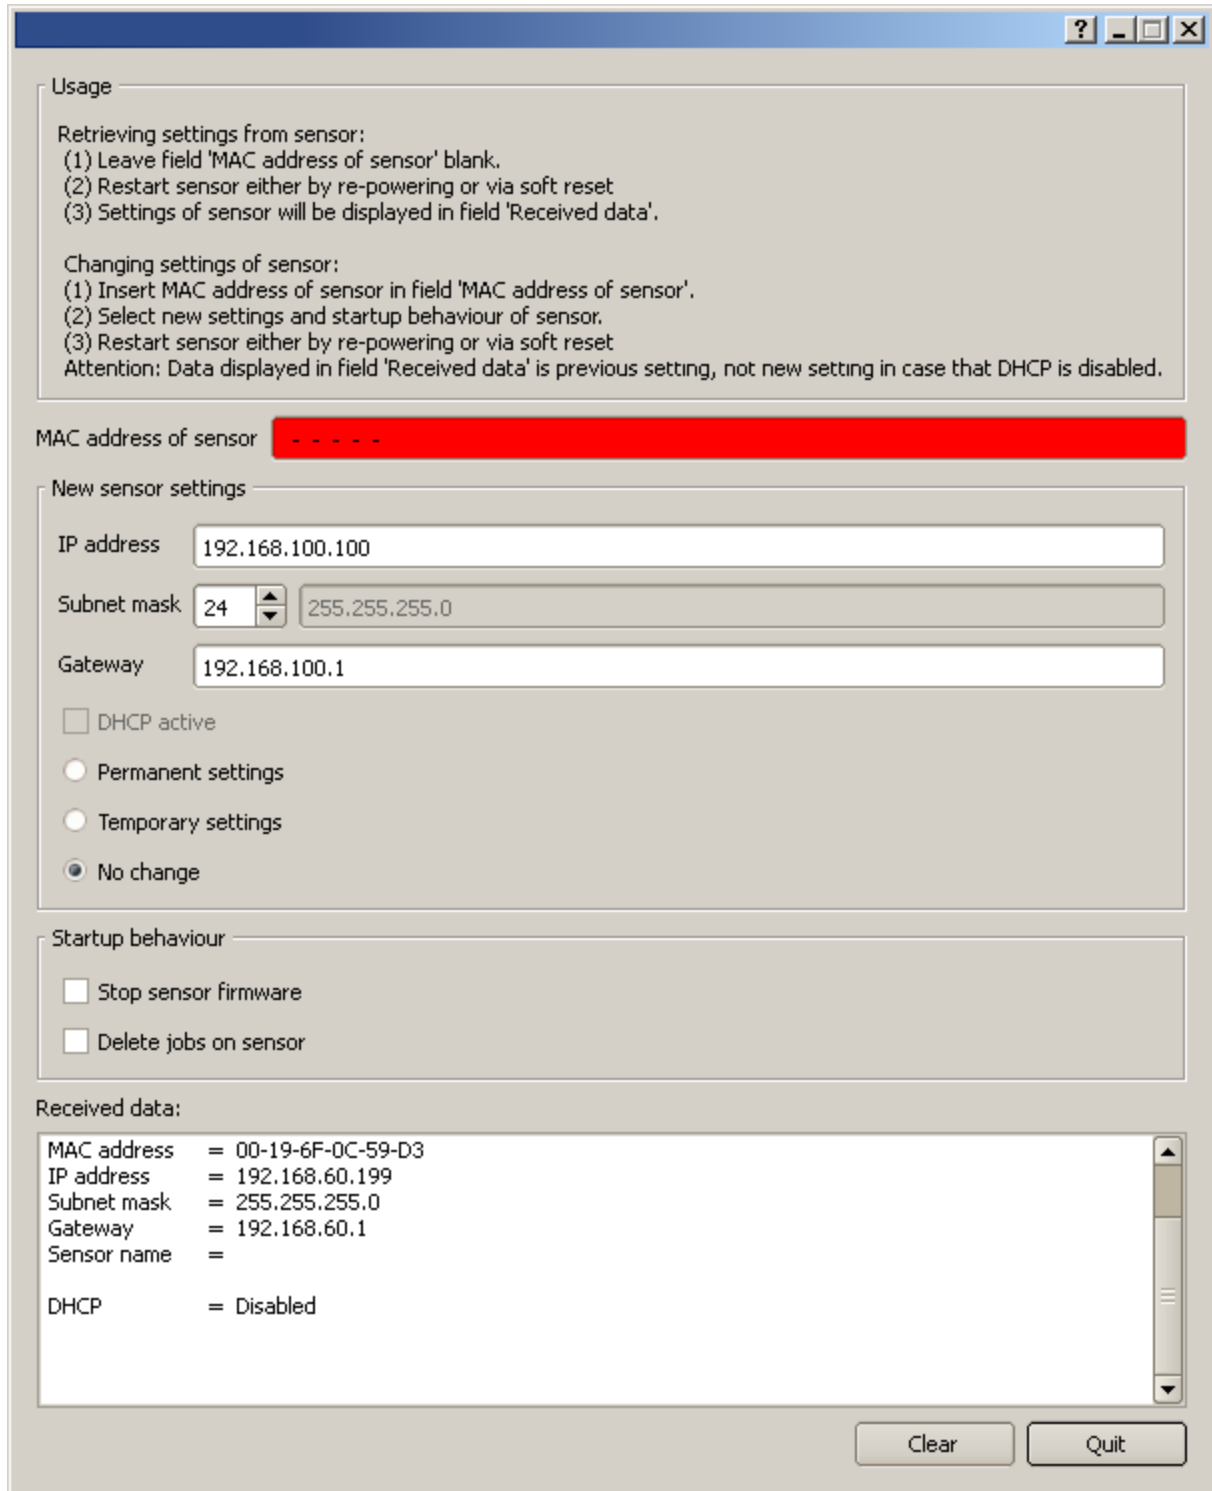 Usage
Retrieving settings from sensor:
(1) Leave field 'MAC address of sensor' blank.
(2) Restart sensor either by re-powering or via soft reset
(3) Settings of sensor will be displayed in field 'Received data'.
Changing settings of sensor:
(1) Insert MAC address of sensor in field 'MAC address of sensor'.
(2) Select new settings and startup behaviour of sensor.
(3) Restart sensor either by re-powering or via soft reset
Attention: Data displayed in field 'Received data' is previous setting, not new setting in case that DHCP is disabled.
MAC address of sensor - - - - -
New sensor settings
IP address 192.168.100.100
Subnet mask 24 255.255.255.0
Gateway 192.168.100.1
DHCP active
Permanent settings
Temporary settings
No change
Startup behaviour
Stop sensor firmware
Delete jobs on sensor
Received data:
MAC address = 00-19-6F-0C-59-D3
IP address = 192.168.60.199
Subnet mask = 255.255.255.0
Gateway = 192.168.60.1
Sensor name =
DHCP = Disabled
Clear Quit